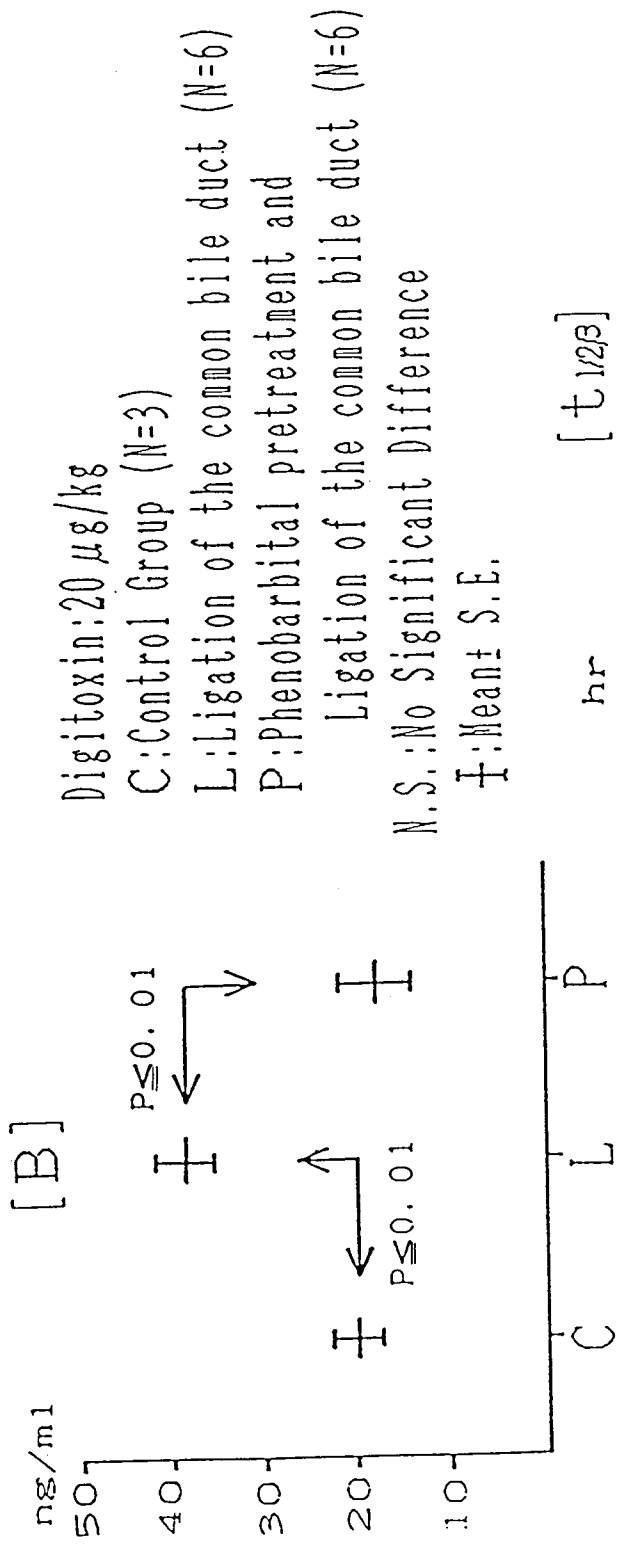 [B]
ng/ml
50
40
30
20
10
P≦0.01
P≦0.01
C
L
P
Digitoxin:20 µg/kg
C:Control Group (N=3)
L:Ligation of the common bile duct (N=6)
P:Phenobarbital pretreatment and
Ligation of the common bile duct (N=6)
N.S.:No Significant Difference
:Mean± S.E.
hr
[t 1/2β]